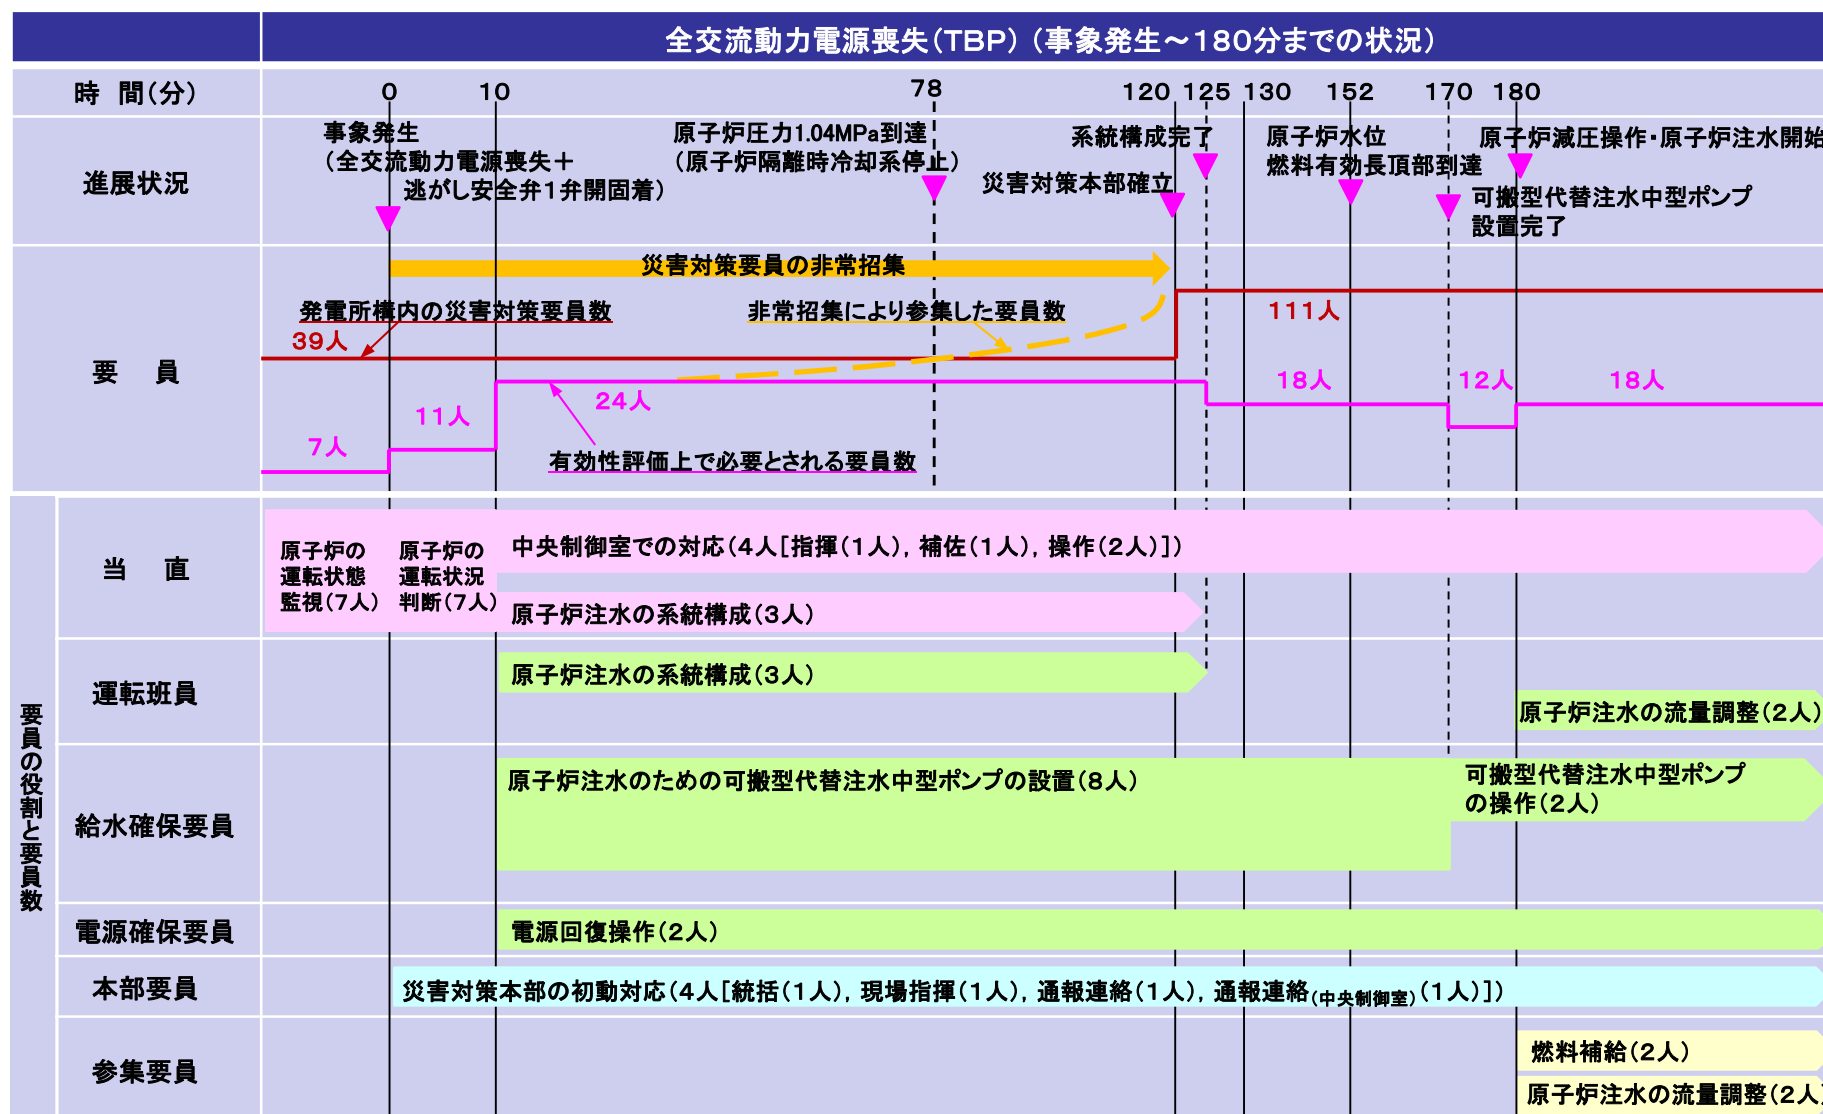 全交流動力電源喪失(TBP) (事象発生～180分までの状況)
時　間(分)
0
10
78
120
125
130
152
170
180
進展状況
事象発生
(全交流動力電源喪失＋
逃がし安全弁1弁開固着)
原子炉圧力1.04MPa到達
(原子炉隔離時冷却系停止)
災害対策本部確立
系統構成完了
原子炉水位
燃料有効長頂部到達
可搬型代替注水中型ポンプ
設置完了
原子炉減圧操作・原子炉注水開始
要　員
災害対策要員の非常招集
発電所構内の災害対策要員数
非常招集により参集した要員数
39人
111人
7人
11人
24人
18人
12人
18人
有効性評価上で必要とされる要員数
要員の役割と要員数
当　直
原子炉の
運転状態
監視(7人)
原子炉の
運転状況
判断(7人)
中央制御室での対応(4人[指揮(1人), 補佐(1人), 操作(2人)])
原子炉注水の系統構成(3人)
運転班員
原子炉注水の系統構成(3人)
原子炉注水の流量調整(2人)
給水確保要員
原子炉注水のための可搬型代替注水中型ポンプの設置(8人)
可搬型代替注水中型ポンプ
の操作(2人)
電源確保要員
電源回復操作(2人)
本部要員
災害対策本部の初動対応(4人[統括(1人), 現場指揮(1人), 通報連絡(1人), 通報連絡(中央制御室)(1人)])
参集要員
燃料補給(2人)
原子炉注水の流量調整(2人)